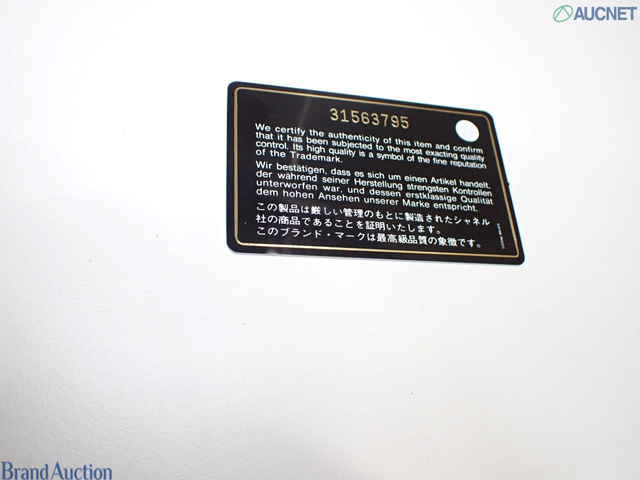 AUCNET
31563795
We certify the authenticity of this item and confirm
that it has been subjected to the most exacting quality
control. Its high quality is a symbol of the fine reputation
of the Trademark.
Wir bestätigen, dass es sich um einen Artikel handelt,
der während seiner Herstellung strengsten Kontrollen
unterworfen war, und dessen erstklassige Qualität
dem hohen Ansehen unserer Marke entspricht.
この製品は厳しい管理のもとに製造されたシャネル
社の商品であることを証明いたします。
このブランド・マークは最高級品質の象徴です。
Brand Auction